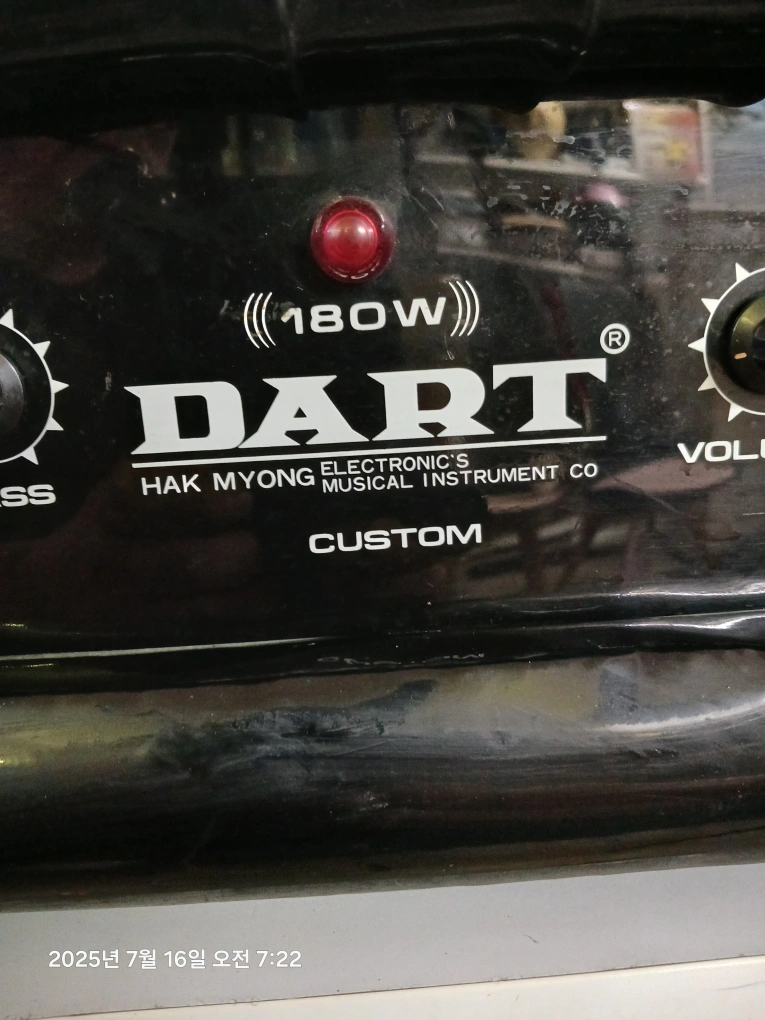 180W
DART®
HAK MYONG ELECTRONIC'S
MUSICAL INSTRUMENT CO
CUSTOM
2025년 7월 16일 오전 7:22